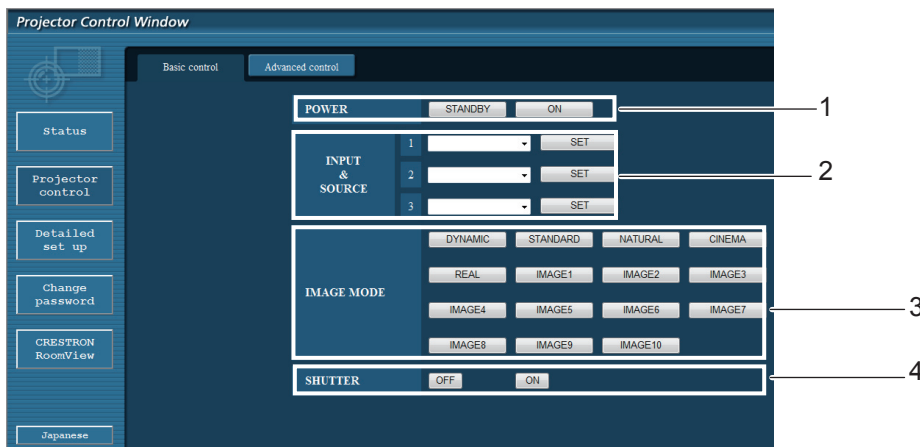 Projector Control Window
Basic control Advanced control
Status
Projector
control
Detailed
set up
Change
password
CRESTRON
RoomView
Japanese
POWER STANDBY ON 1
INPUT
&
SOURCE
1 SET
2 SET
3 SET
2
IMAGE MODE
DYNAMIC STANDARD NATURAL CINEMA
REAL IMAGE1 IMAGE2 IMAGE3
IMAGE4 IMAGE5 IMAGE6 IMAGE7
IMAGE8 IMAGE9 IMAGE10
3
SHUTTER OFF ON 4